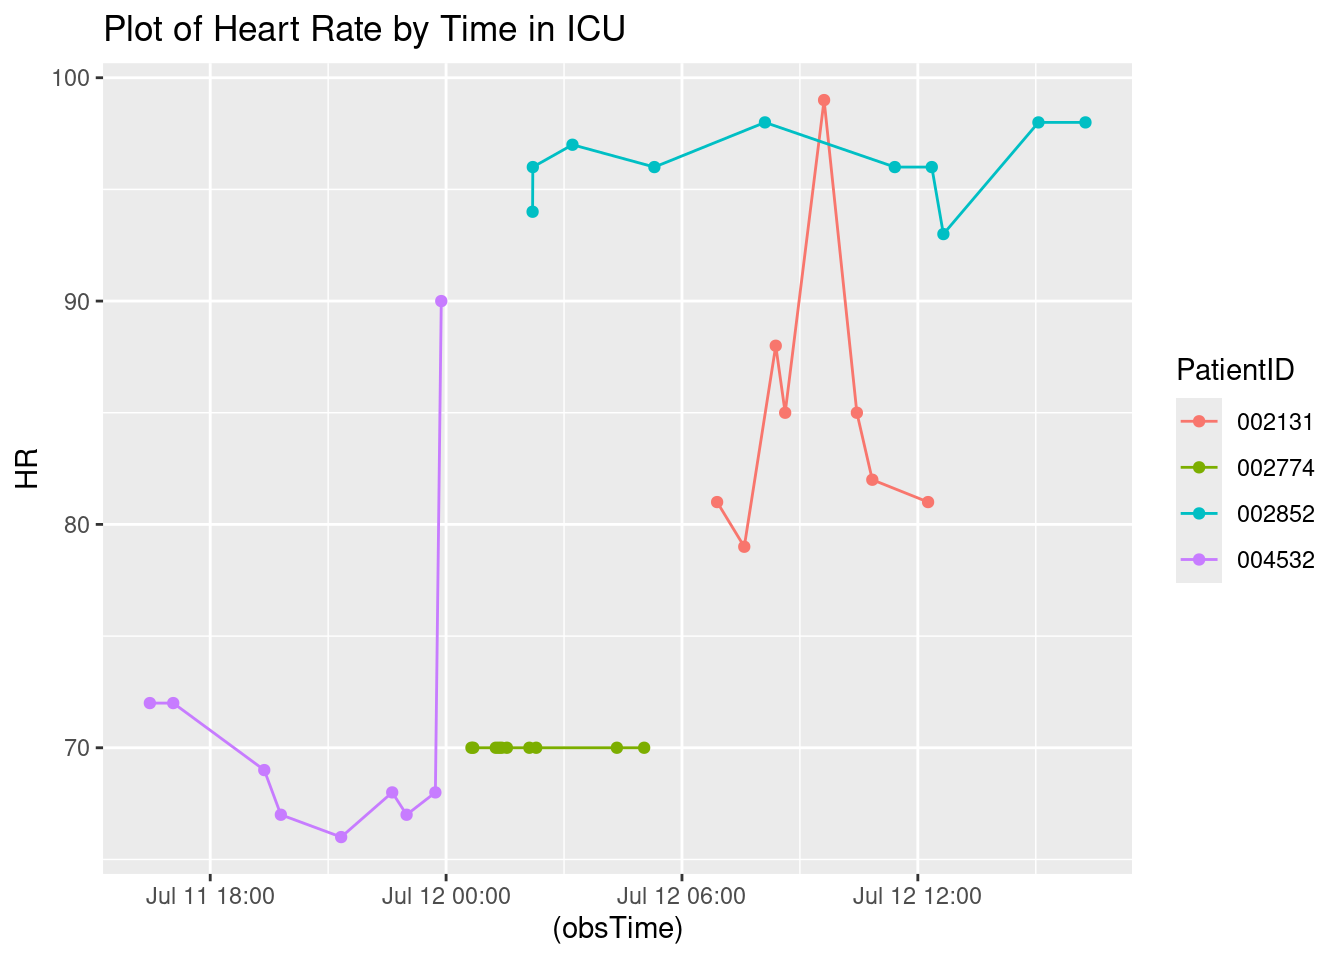 Plot of Heart Rate by Time in ICU
100
90
80
70
HR
Jul 11 18:00
Jul 12 00:00
Jul 12 06:00
Jul 12 12:00
(obsTime)
PatientID
002131
002774
002852
004532